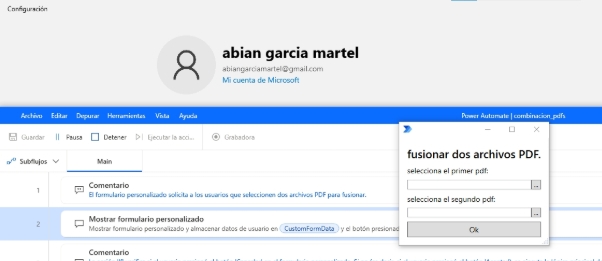 Configuración
abian garcia martel
abiangarciamartel@gmail.com
Mi cuenta de Microsoft
Archivo Editar Depurar Herramientas Vista Ayuda
Power Automate | combinacion_pdfs
Guardar Pausa Detener Ejecutar la acc... Grabadora
Subflujos Main
fusionar dos archivos PDF.
selecciona el primer pdf:
...
selecciona el segundo pdf:
...
Ok
1 Comentario
El formulario personalizado solicita a los usuarios que seleccionen dos archivos PDF para fusionar.
2 Mostrar formulario personalizado
Mostrar formulario personalizado y almacenar datos de usuario en CustomFormData y el botón presionad
Comentario